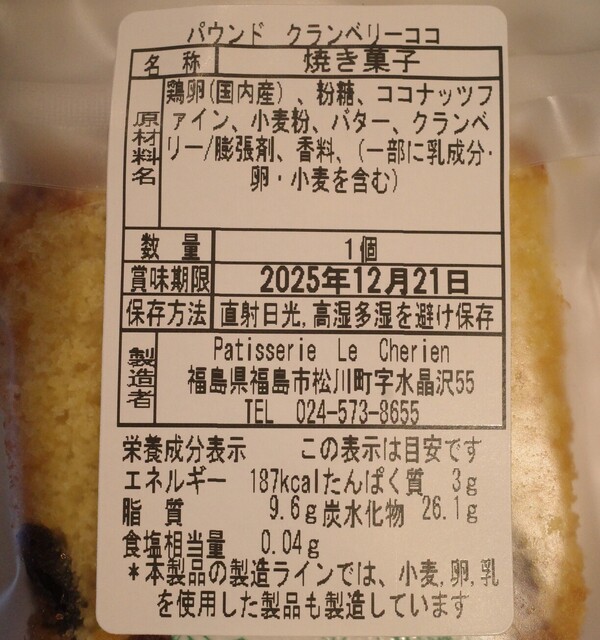 パウンド　クランベリーココ
名　称　焼き菓子
原材料名　鶏卵(国内産)、粉糖、ココナッツフ
ァイン、小麦粉、バター、クランベ
リー/膨張剤、香料、(一部に乳成分・
卵・小麦を含む)
数　量　1個
賞味期限　2025年12月21日
保存方法　直射日光,高湿多湿を避け保存
製造者　Patisserie Le Cherien
福島県福島市松川町字水晶沢55
TEL 024-573-8655
栄養成分表示　この表示は目安です
エネルギー　187kcal たんぱく質　3g
脂　質　9.6g 炭水化物　26.1g
食塩相当量　0.04g
*本製品の製造ラインでは、小麦,卵,乳
を使用した製品も製造しています